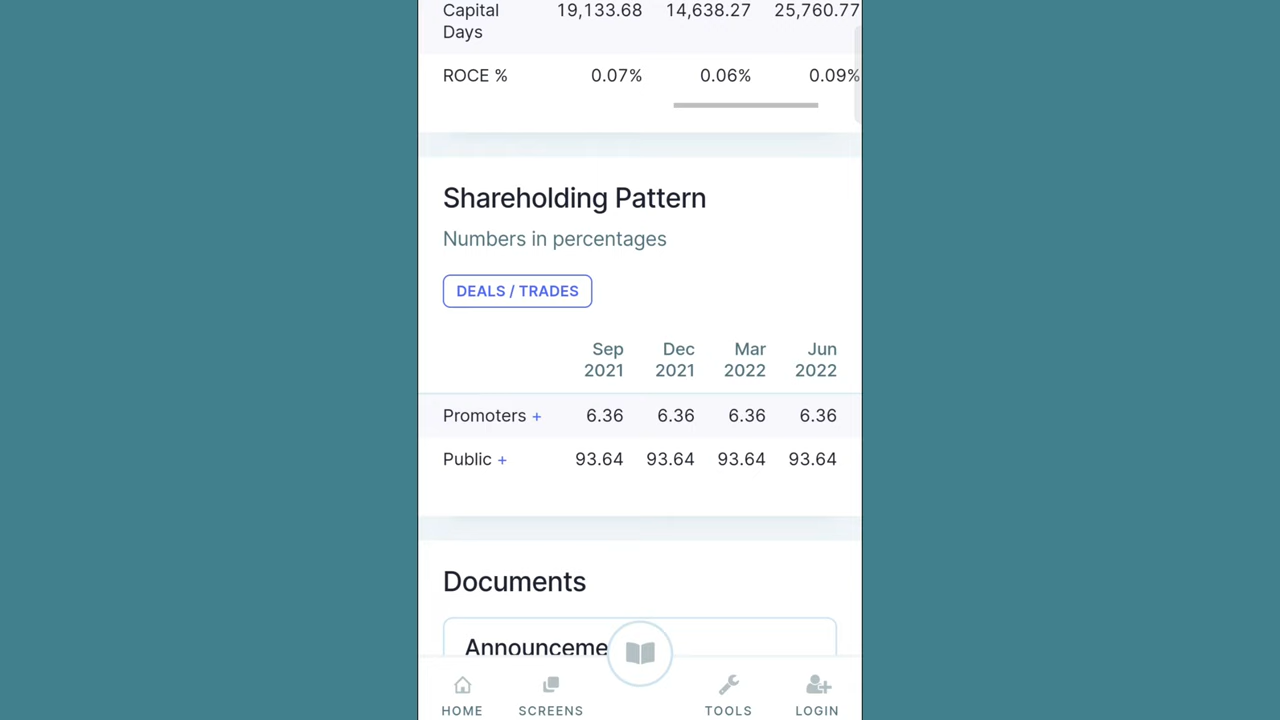 Capital 19,133.68 14,638.27 25,760.77
Days
ROCE % 0.07% 0.06% 0.09%
Shareholding Pattern
Numbers in percentages
DEALS / TRADES
Sep Dec Mar Jun
2021 2021 2022 2022
Promoters + 6.36 6.36 6.36 6.36
Public + 93.64 93.64 93.64 93.64
Documents
Announceme
HOME SCREENS TOOLS LOGIN